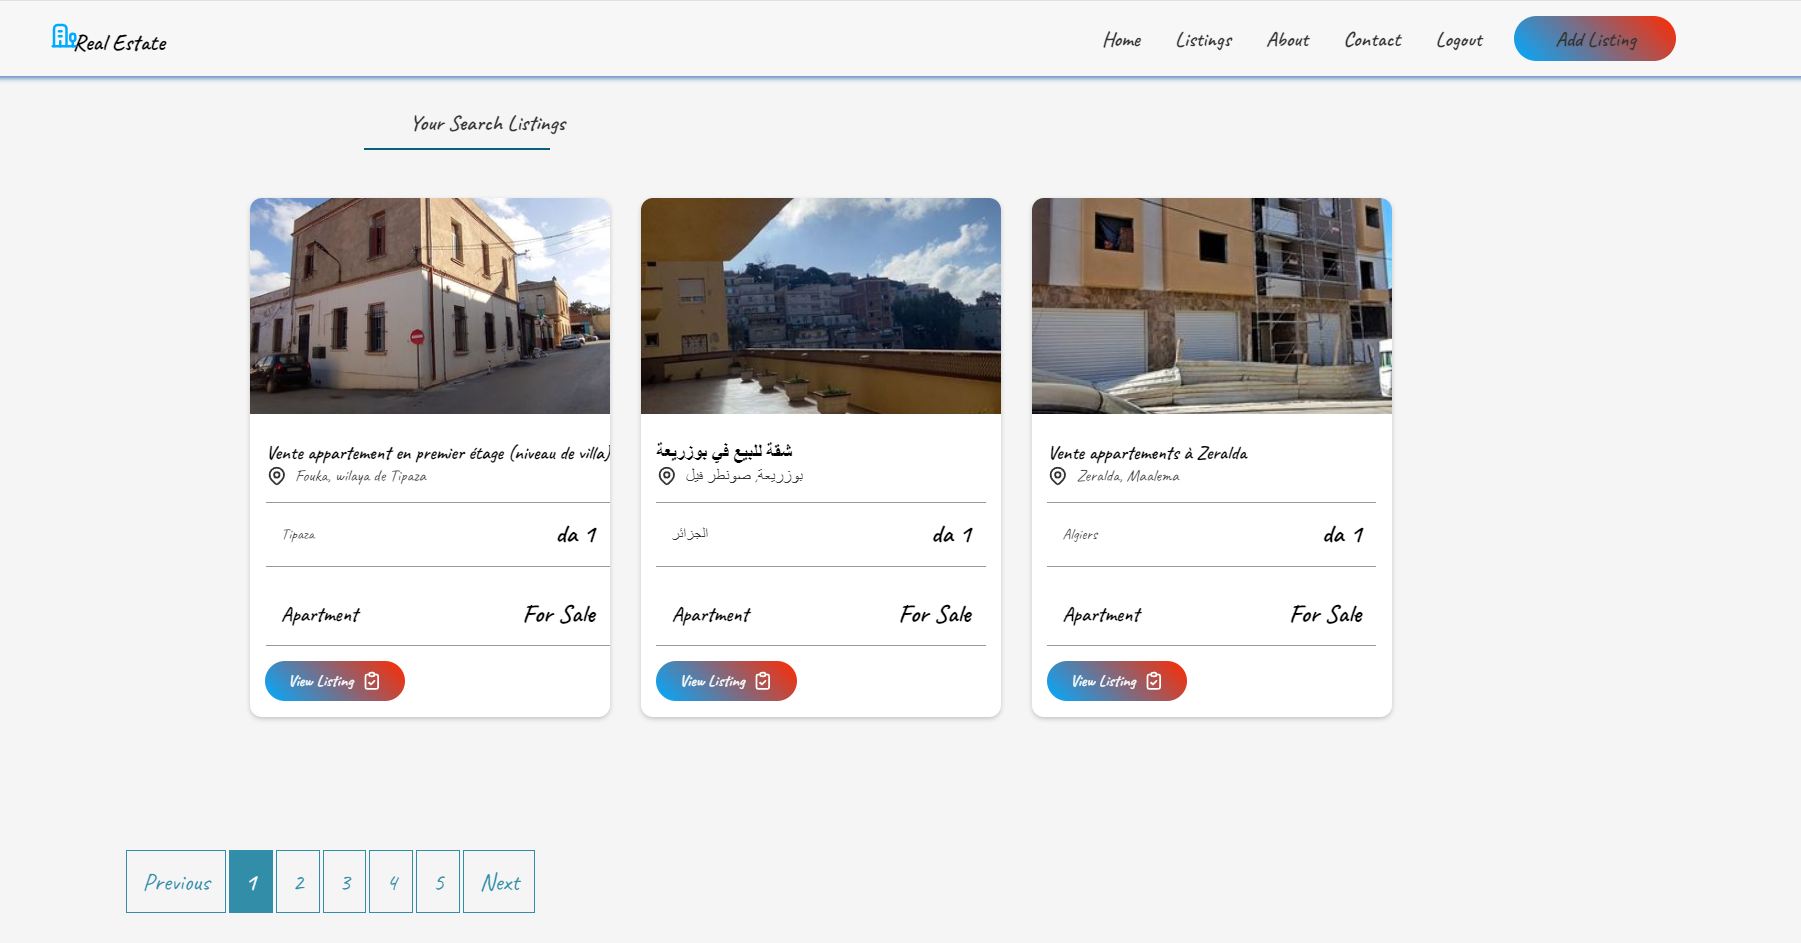 Real Estate
Home Listings About Contact Logout Add Listing
Your Search Listings
Vente appartement en premier étage (niveau de villa)
Fouka, wilaya de Tipaza
Tipaza da 1
Apartment For Sale
View Listing
شقة للبيع في بوزريعة
بوزريعة, صونطر فيل
الجزائر da 1
Apartment For Sale
View Listing
Vente appartements à Zeralda
Zeralda, Maalema
Algiers da 1
Apartment For Sale
View Listing
Previous 1 2 3 4 5 Next